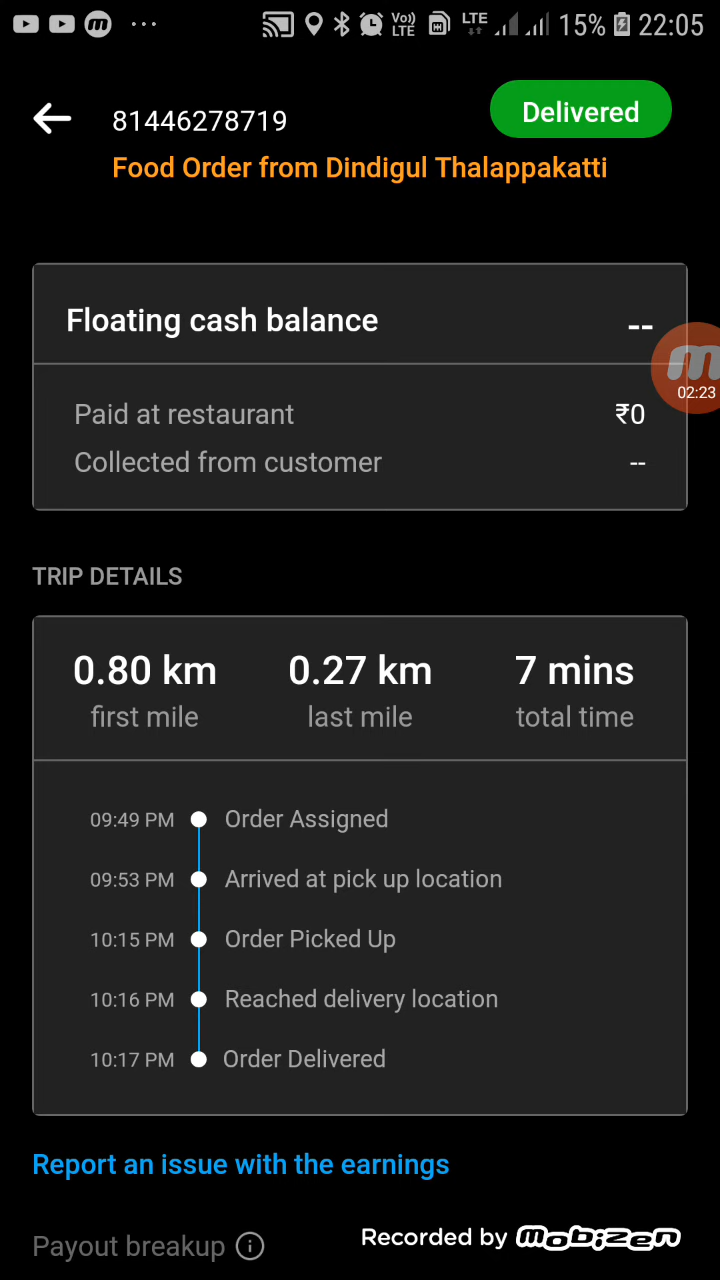 m ... Vo)) LTE LTE 15% 22:05
81446278719
Delivered
Food Order from Dindigul Thalappakatti
Floating cash balance --
m
02:23
Paid at restaurant ₹0
Collected from customer --
TRIP DETAILS
0.80 km 0.27 km 7 mins
first mile last mile total time
09:49 PM Order Assigned
09:53 PM Arrived at pick up location
10:15 PM Order Picked Up
10:16 PM Reached delivery location
10:17 PM Order Delivered
Report an issue with the earnings
Payout breakup i
Recorded by mobizen